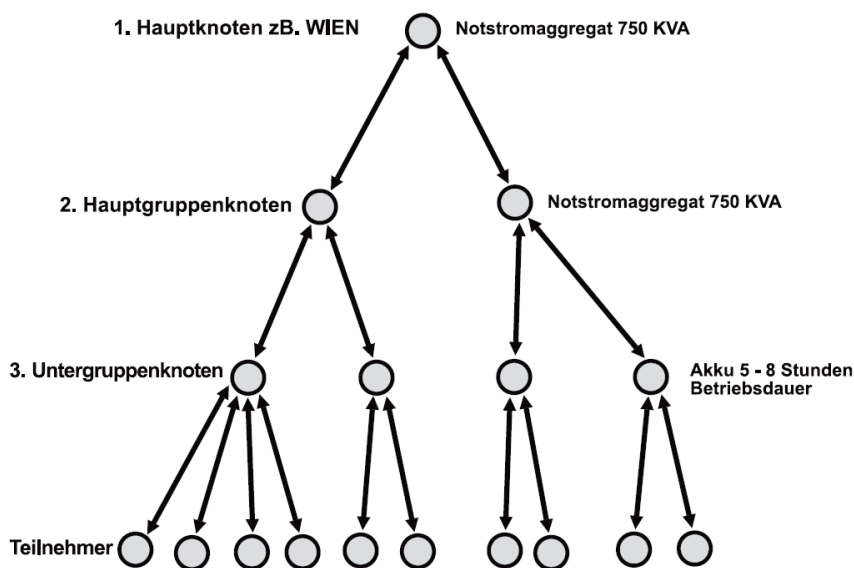 1. Hauptknoten zB. WIEN
Notstromaggregat 750 KVA
2. Hauptgruppenknoten
Notstromaggregat 750 KVA
3. Untergruppenknoten
Akku 5 - 8 Stunden
Betriebsdauer
Teilnehmer